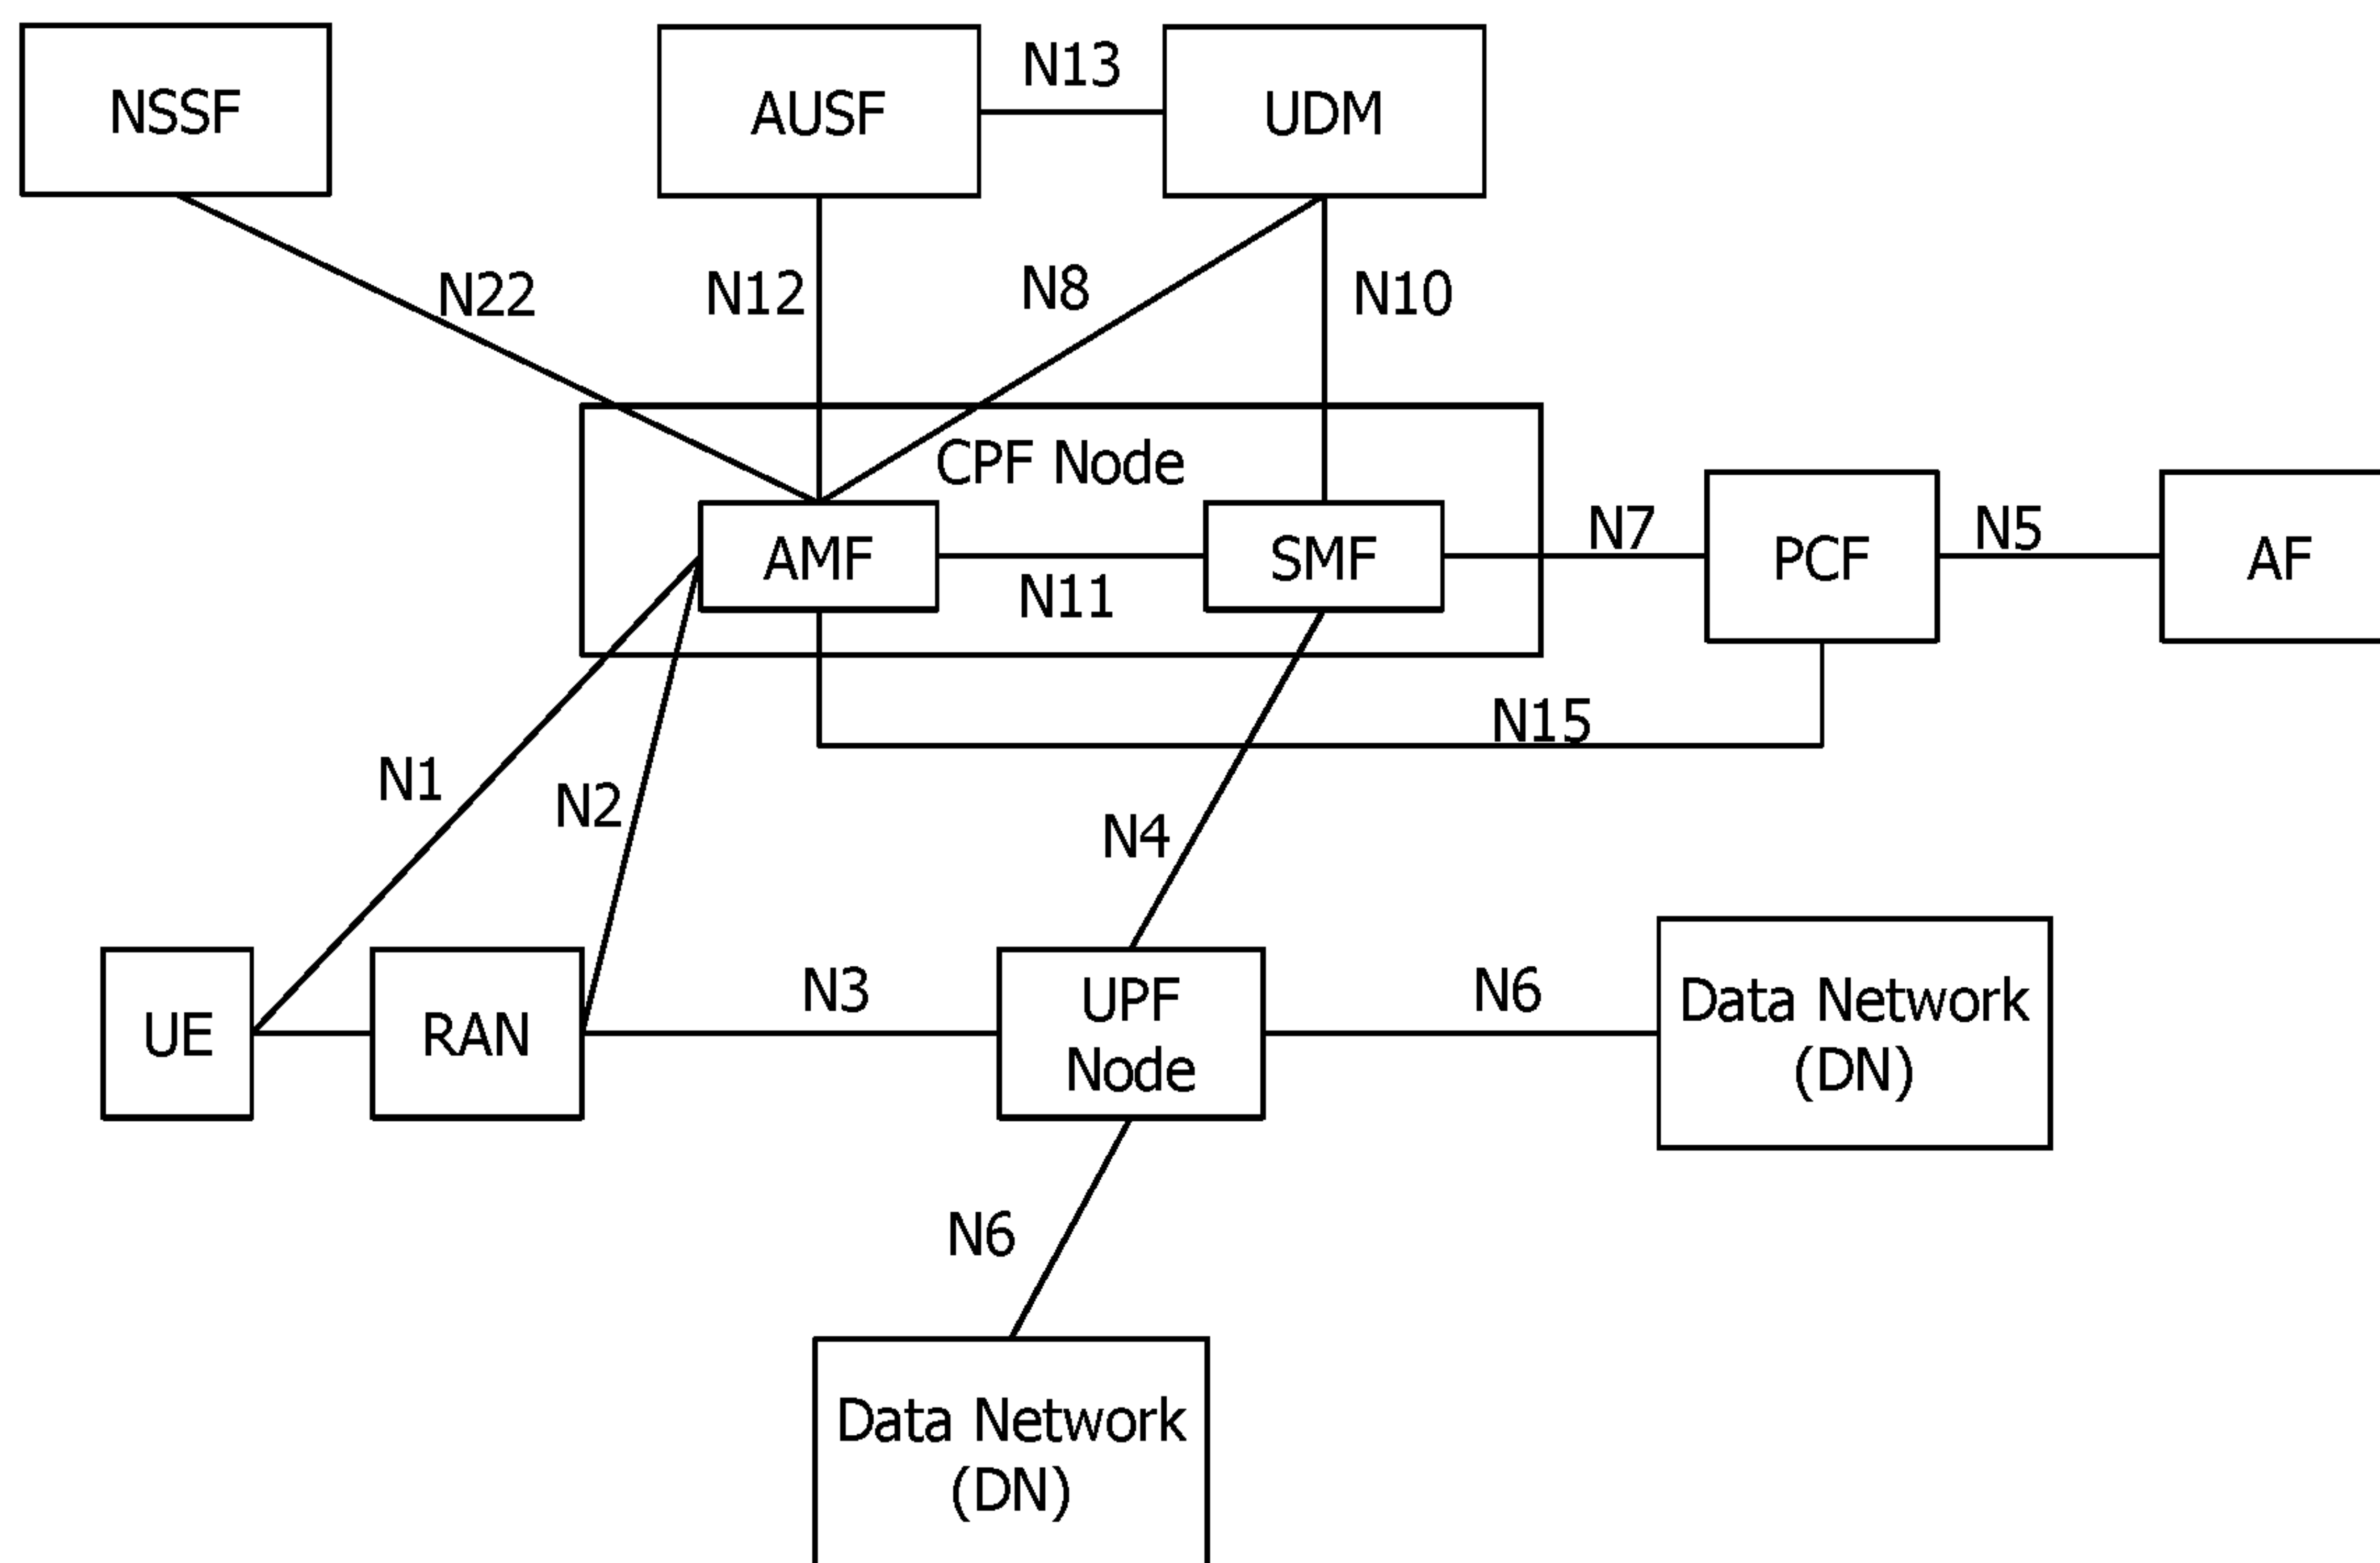 NSSF
AUSF
N13
UDM
N22
N12
N8
N10
CPF Node
AMF
N11
SMF
N7
PCF
N5
AF
N15
N1
N2
N4
UE
RAN
N3
UPF
Node
N6
Data Network
(DN)
N6
Data Network
(DN)